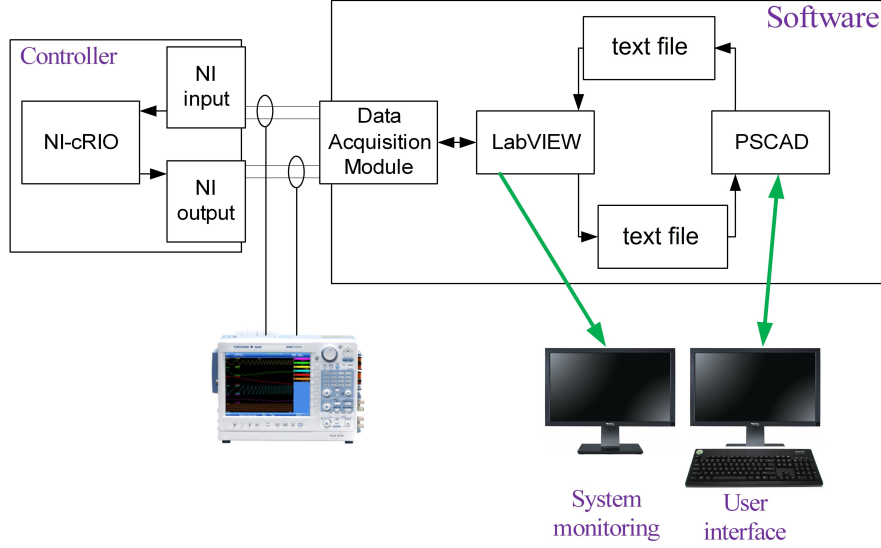 Software
Controller
NI
input
NI-cRIO
NI
output
Data
Acquisition
Module
LabVIEW
text file
PSCAD
text file
YOKOGAWA
System
monitoring
User
interface